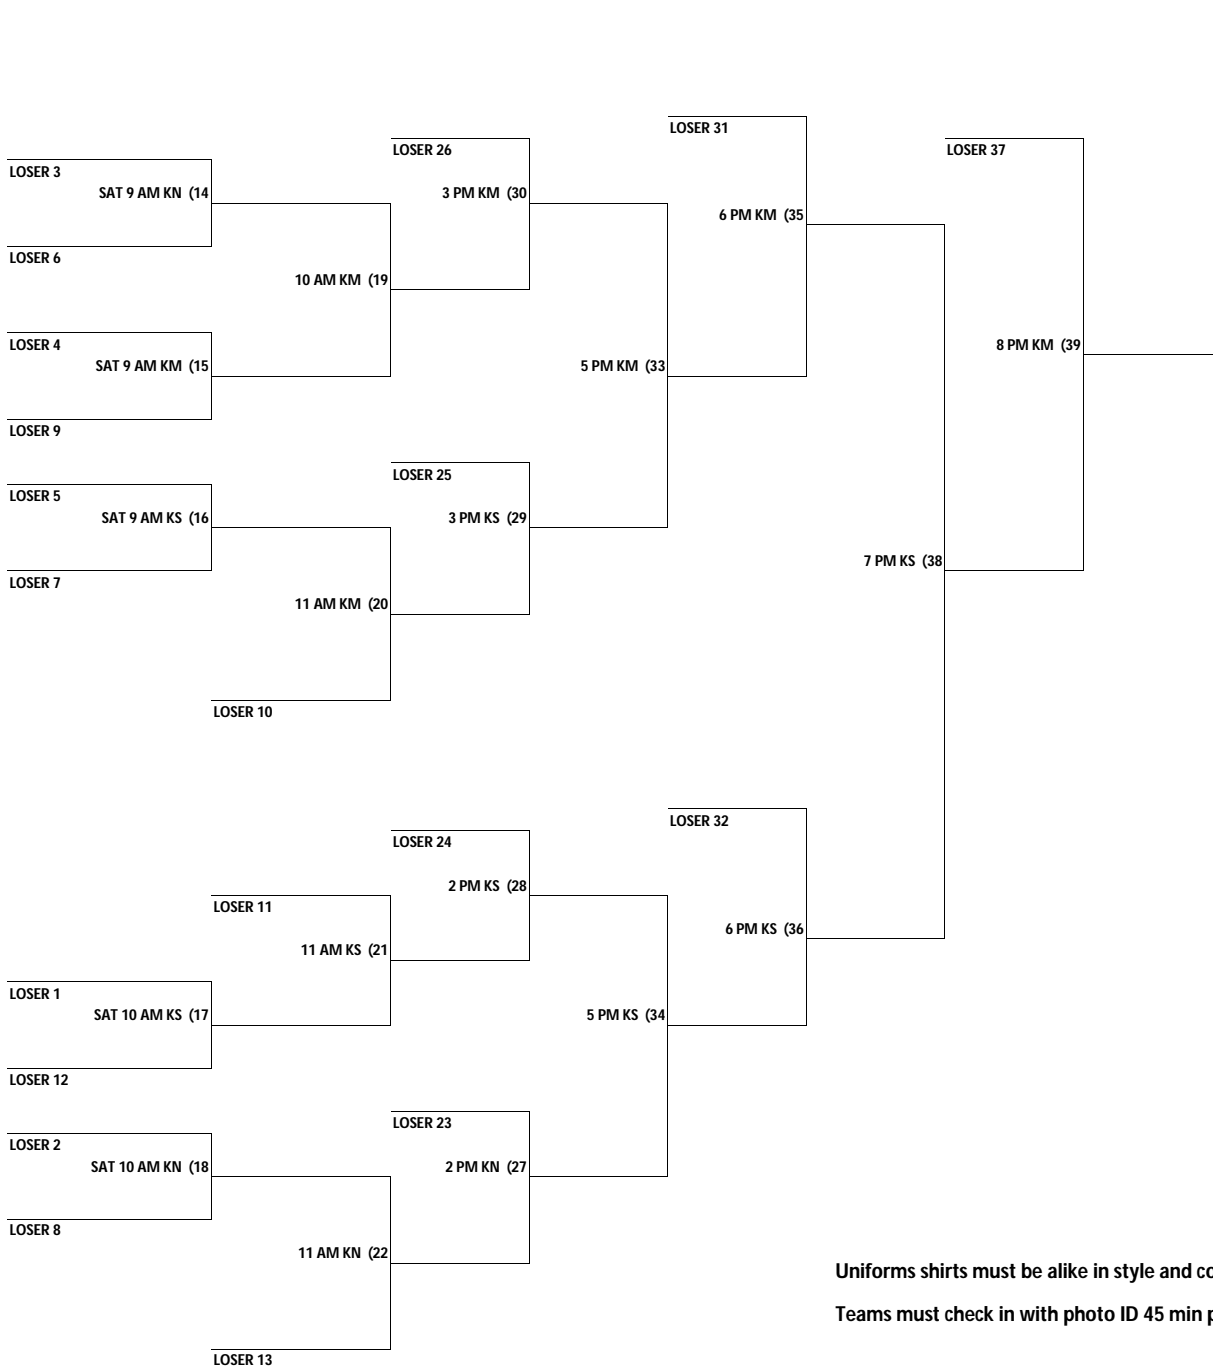 LOSER 31
LOSER 26
LOSER 37
LOSER 3
SAT 9 AM KN (14
3 PM KM (30
6 PM KM (35
LOSER 6
10 AM KM (19
LOSER 4
8 PM KM (39
SAT 9 AM KM (15
5 PM KM (33
LOSER 9
LOSER 25
LOSER 5
SAT 9 AM KS (16
3 PM KS (29
7 PM KS (38
LOSER 7
11 AM KM (20
LOSER 10
LOSER 32
LOSER 24
2 PM KS (28
LOSER 11
6 PM KS (36
11 AM KS (21
LOSER 1
SAT 10 AM KS (17
5 PM KS (34
LOSER 12
LOSER 23
LOSER 2
SAT 10 AM KN (18
2 PM KN (27
LOSER 8
11 AM KN (22
Uniforms shirts must be alike in style and co
Teams must check in with photo ID 45 min p
LOSER 13